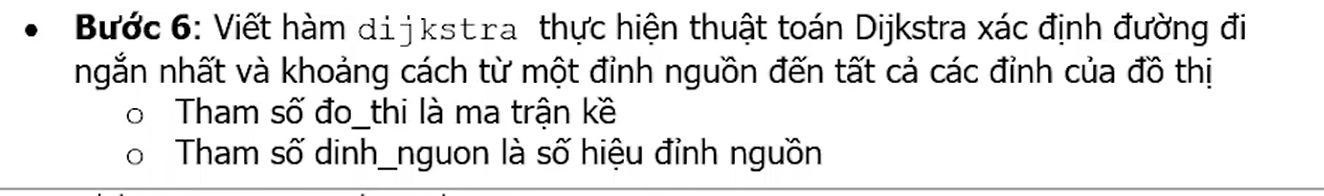 • Bước 6: Viết hàm dijkstra thực hiện thuật toán Dijkstra xác định đường đi
ngắn nhất và khoảng cách từ một đỉnh nguồn đến tất cả các đỉnh của đồ thị
o Tham số đo_thi là ma trận kề
o Tham số dinh_nguon là số hiệu đỉnh nguồn